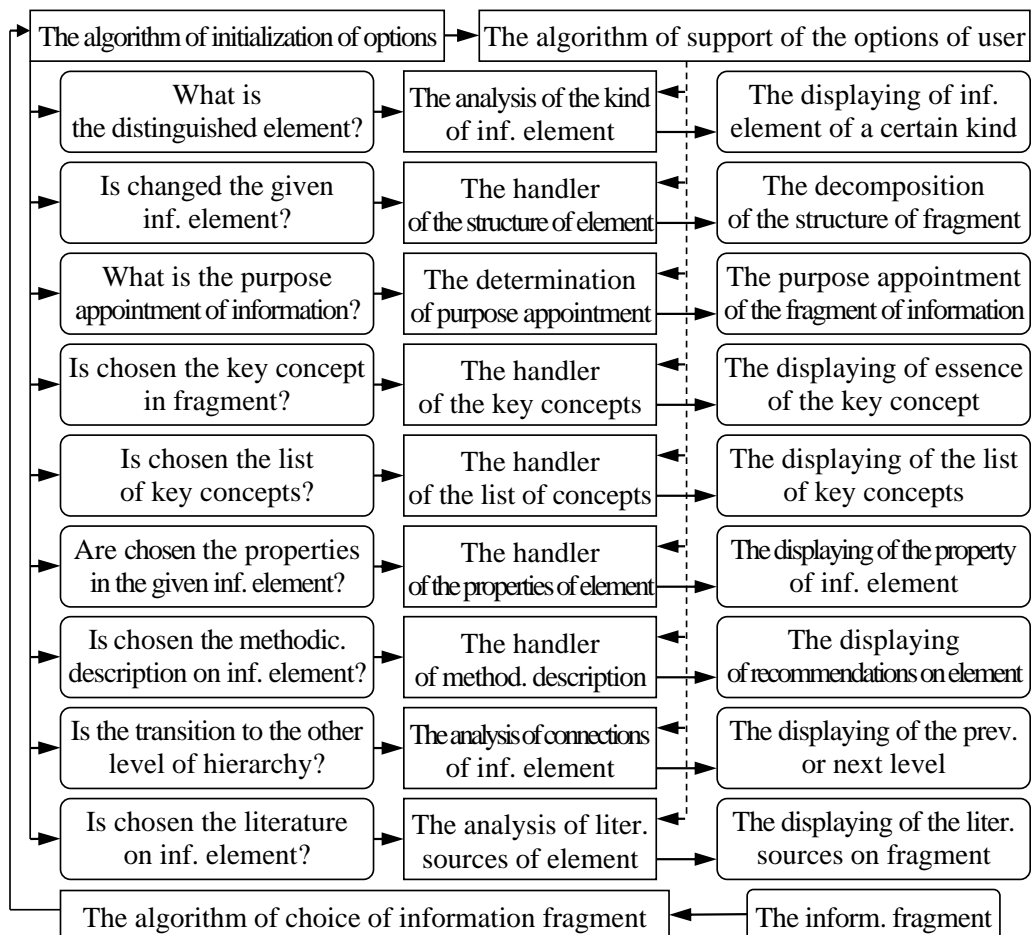 The algorithm of initialization of options
The algorithm of support of the options of user
What is
the distinguished element?
The analysis of the kind
of inf. element
The displaying of inf.
element of a certain kind
Is changed the given
inf. element?
The handler
of the structure of element
The decomposition
of the structure of fragment
What is the purpose
appointment of information?
The determination
of purpose appointment
The purpose appointment
of the fragment of information
Is chosen the key concept
in fragment?
The handler
of the key concepts
The displaying of essence
of the key concept
Is chosen the list
of key concepts?
The handler
of the list of concepts
The displaying of the list
of key concepts
Are chosen the properties
in the given inf. element?
The handler
of the properties of element
The displaying of the property
of inf. element
Is chosen the methodic.
description on inf. element?
The handler
of method. description
The displaying
of recommendations on element
Is the transition to the other
level of hierarchy?
The analysis of connections
of inf. element
The displaying of the prev.
or next level
Is chosen the literature
on inf. element?
The analysis of liter.
sources of element
The displaying of the liter.
sources on fragment
The algorithm of choice of information fragment
The inform. fragment